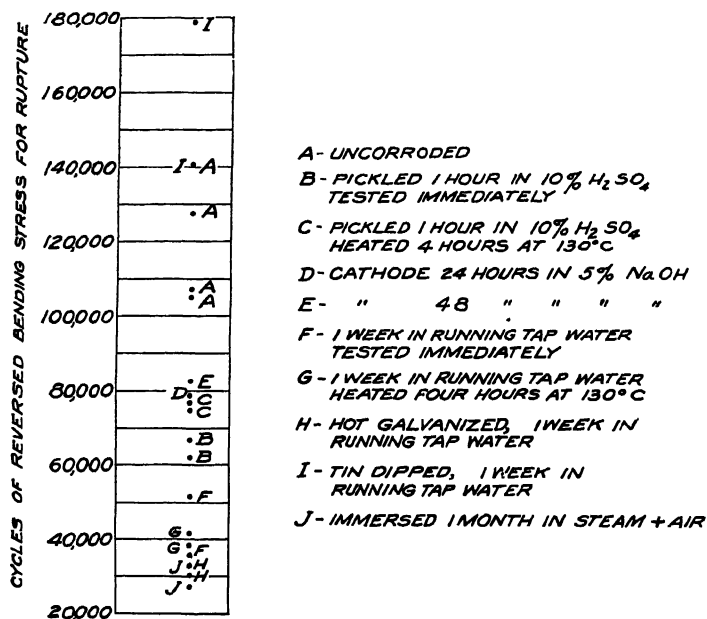 CYCLES OF REVERSED BENDING STRESS FOR RUPTURE
180,000
160,000
140,000
120,000
100,000
80,000
60,000
40,000
20,000
I
I A
A
A
A
E
D C
C
B
B
F
G
G F
J H
H
J
A - UNCORRODED
B - PICKLED 1 HOUR IN 10% H₂SO₄
TESTED IMMEDIATELY
C - PICKLED 1 HOUR IN 10% H₂SO₄
HEATED 4 HOURS AT 130°C
D - CATHODE 24 HOURS IN 5% NaOH
E - " 48 " " " "
F - 1 WEEK IN RUNNING TAP WATER
TESTED IMMEDIATELY
G - 1 WEEK IN RUNNING TAP WATER
HEATED FOUR HOURS AT 130°C
H - HOT GALVANIZED, 1 WEEK IN
RUNNING TAP WATER
I - TIN DIPPED, 1 WEEK IN
RUNNING TAP WATER
J - IMMERSED 1 MONTH IN STEAM + AIR